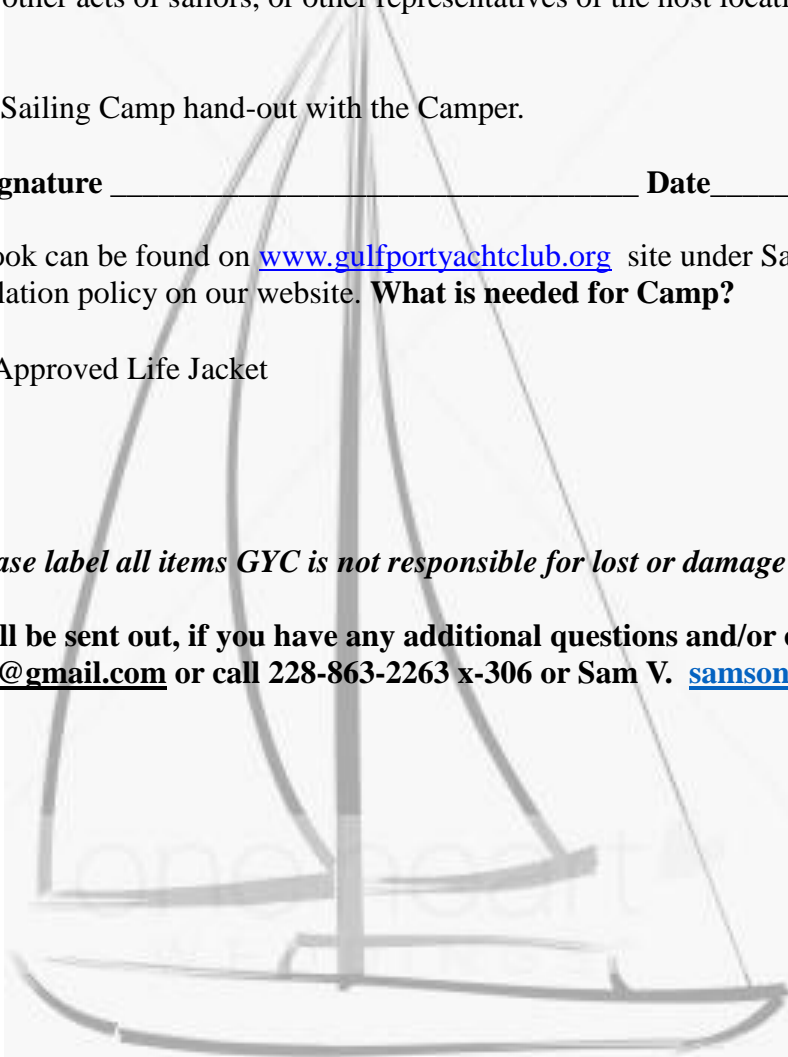 other acts of sailors, or other representatives of the host locati
Sailing Camp hand-out with the Camper.
gnature _________________________________ Date_____
ook can be found on www.gulfportyachtclub.org site under Sa
lation policy on our website. What is needed for Camp?
Approved Life Jacket
ase label all items GYC is not responsible for lost or damage
ll be sent out, if you have any additional questions and/or
@gmail.com or call 228-863-2263 x-306 or Sam V. samson
one heart